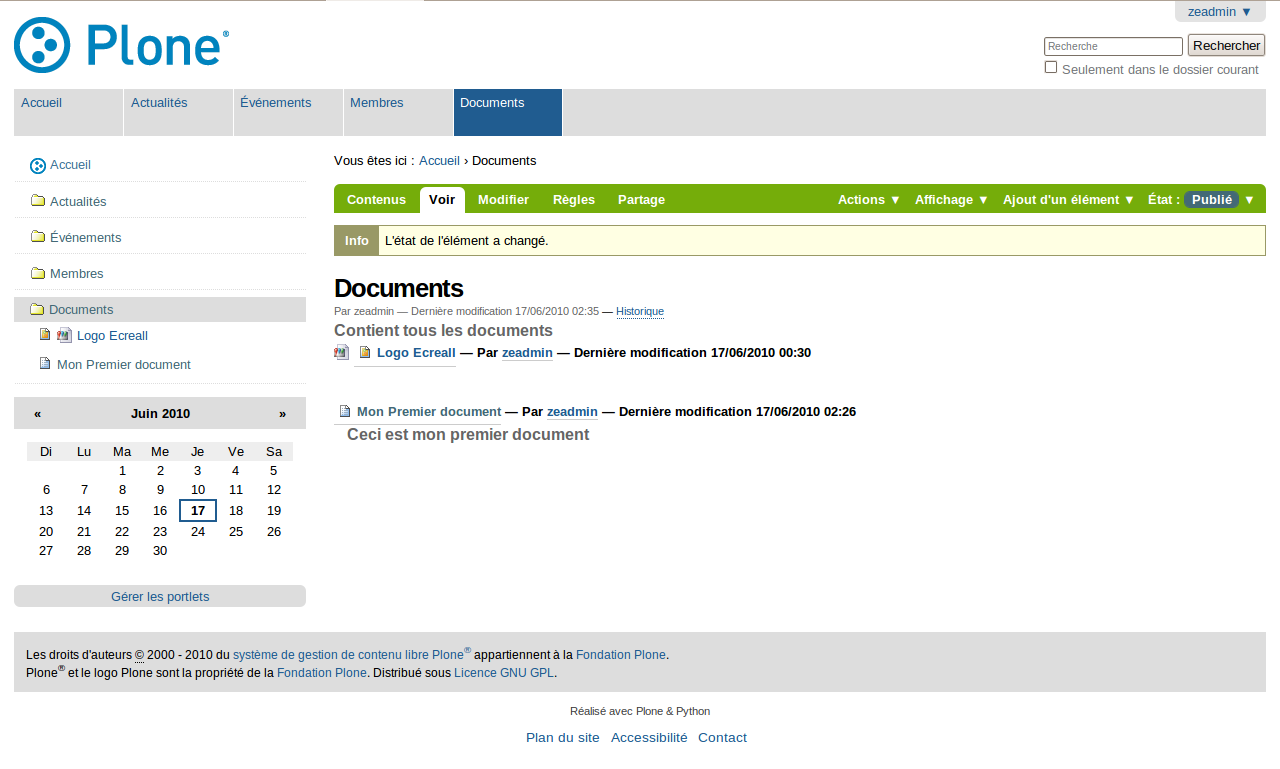 zeadmin ▼
Plone®
Recherche
Rechercher
Seulement dans le dossier courant
Accueil
Actualités
Événements
Membres
Documents
Accueil
Actualités
Événements
Membres
Documents
Logo Ecreall
Mon Premier document
« Juin 2010 »
Di Lu Ma Me Je Ve Sa
1 2 3 4 5
6 7 8 9 10 11 12
13 14 15 16 17 18 19
20 21 22 23 24 25 26
27 28 29 30
Gérer les portlets
Vous êtes ici : Accueil › Documents
Contenus Voir Modifier Règles Partage Actions ▼ Affichage ▼ Ajout d'un élément ▼ État : Publié ▼
Info L'état de l'élément a changé.
Documents
Par zeadmin — Dernière modification 17/06/2010 02:35 — Historique
Contient tous les documents
Logo Ecreall — Par zeadmin — Dernière modification 17/06/2010 00:30
Mon Premier document — Par zeadmin — Dernière modification 17/06/2010 02:26
Ceci est mon premier document
Les droits d'auteurs © 2000 - 2010 du système de gestion de contenu libre Plone® appartiennent à la Fondation Plone.
Plone® et le logo Plone sont la propriété de la Fondation Plone. Distribué sous Licence GNU GPL.
Réalisé avec Plone & Python
Plan du site Accessibilité Contact